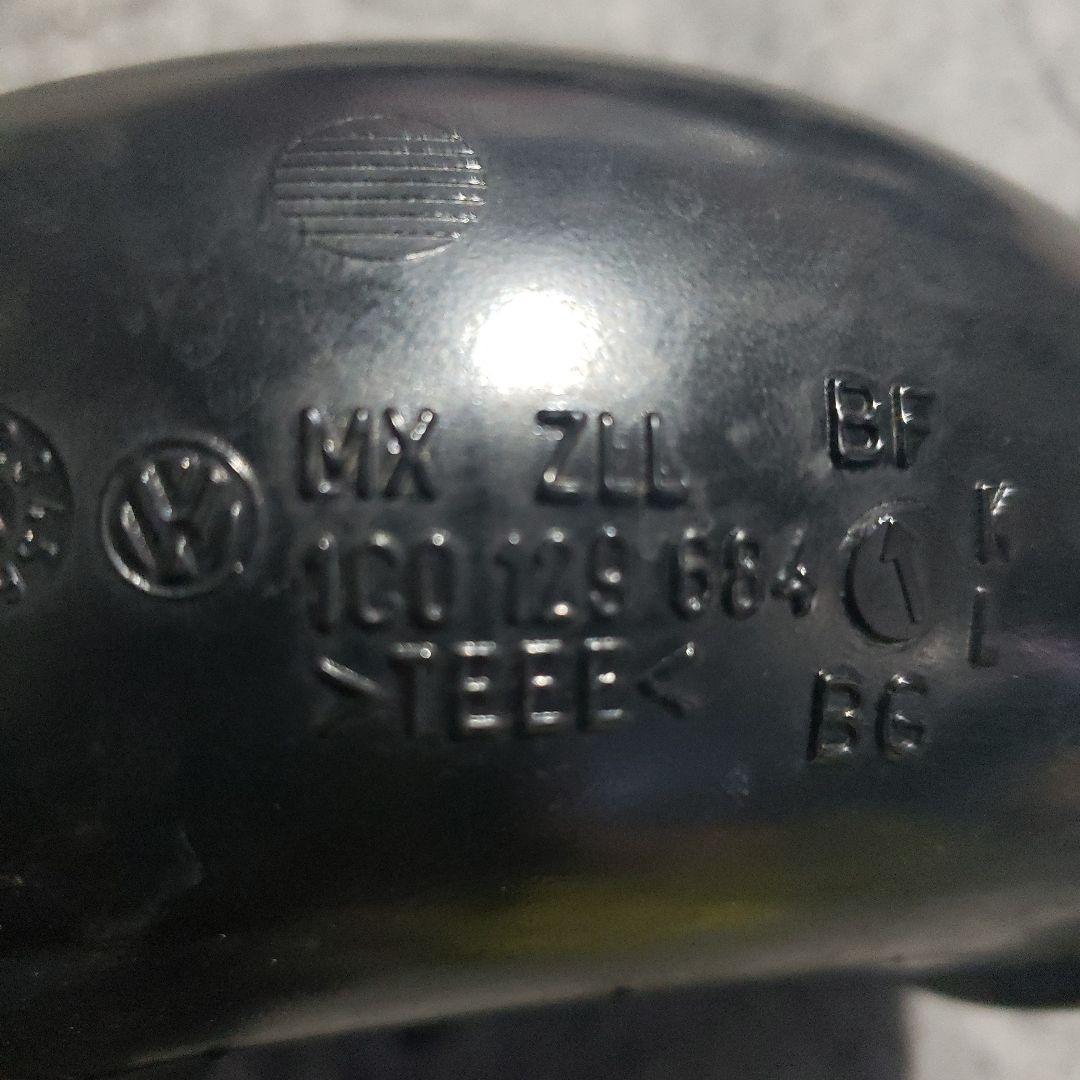 MX ZLL
1C0 129 684
>TEEE<
BF
K
L
BG